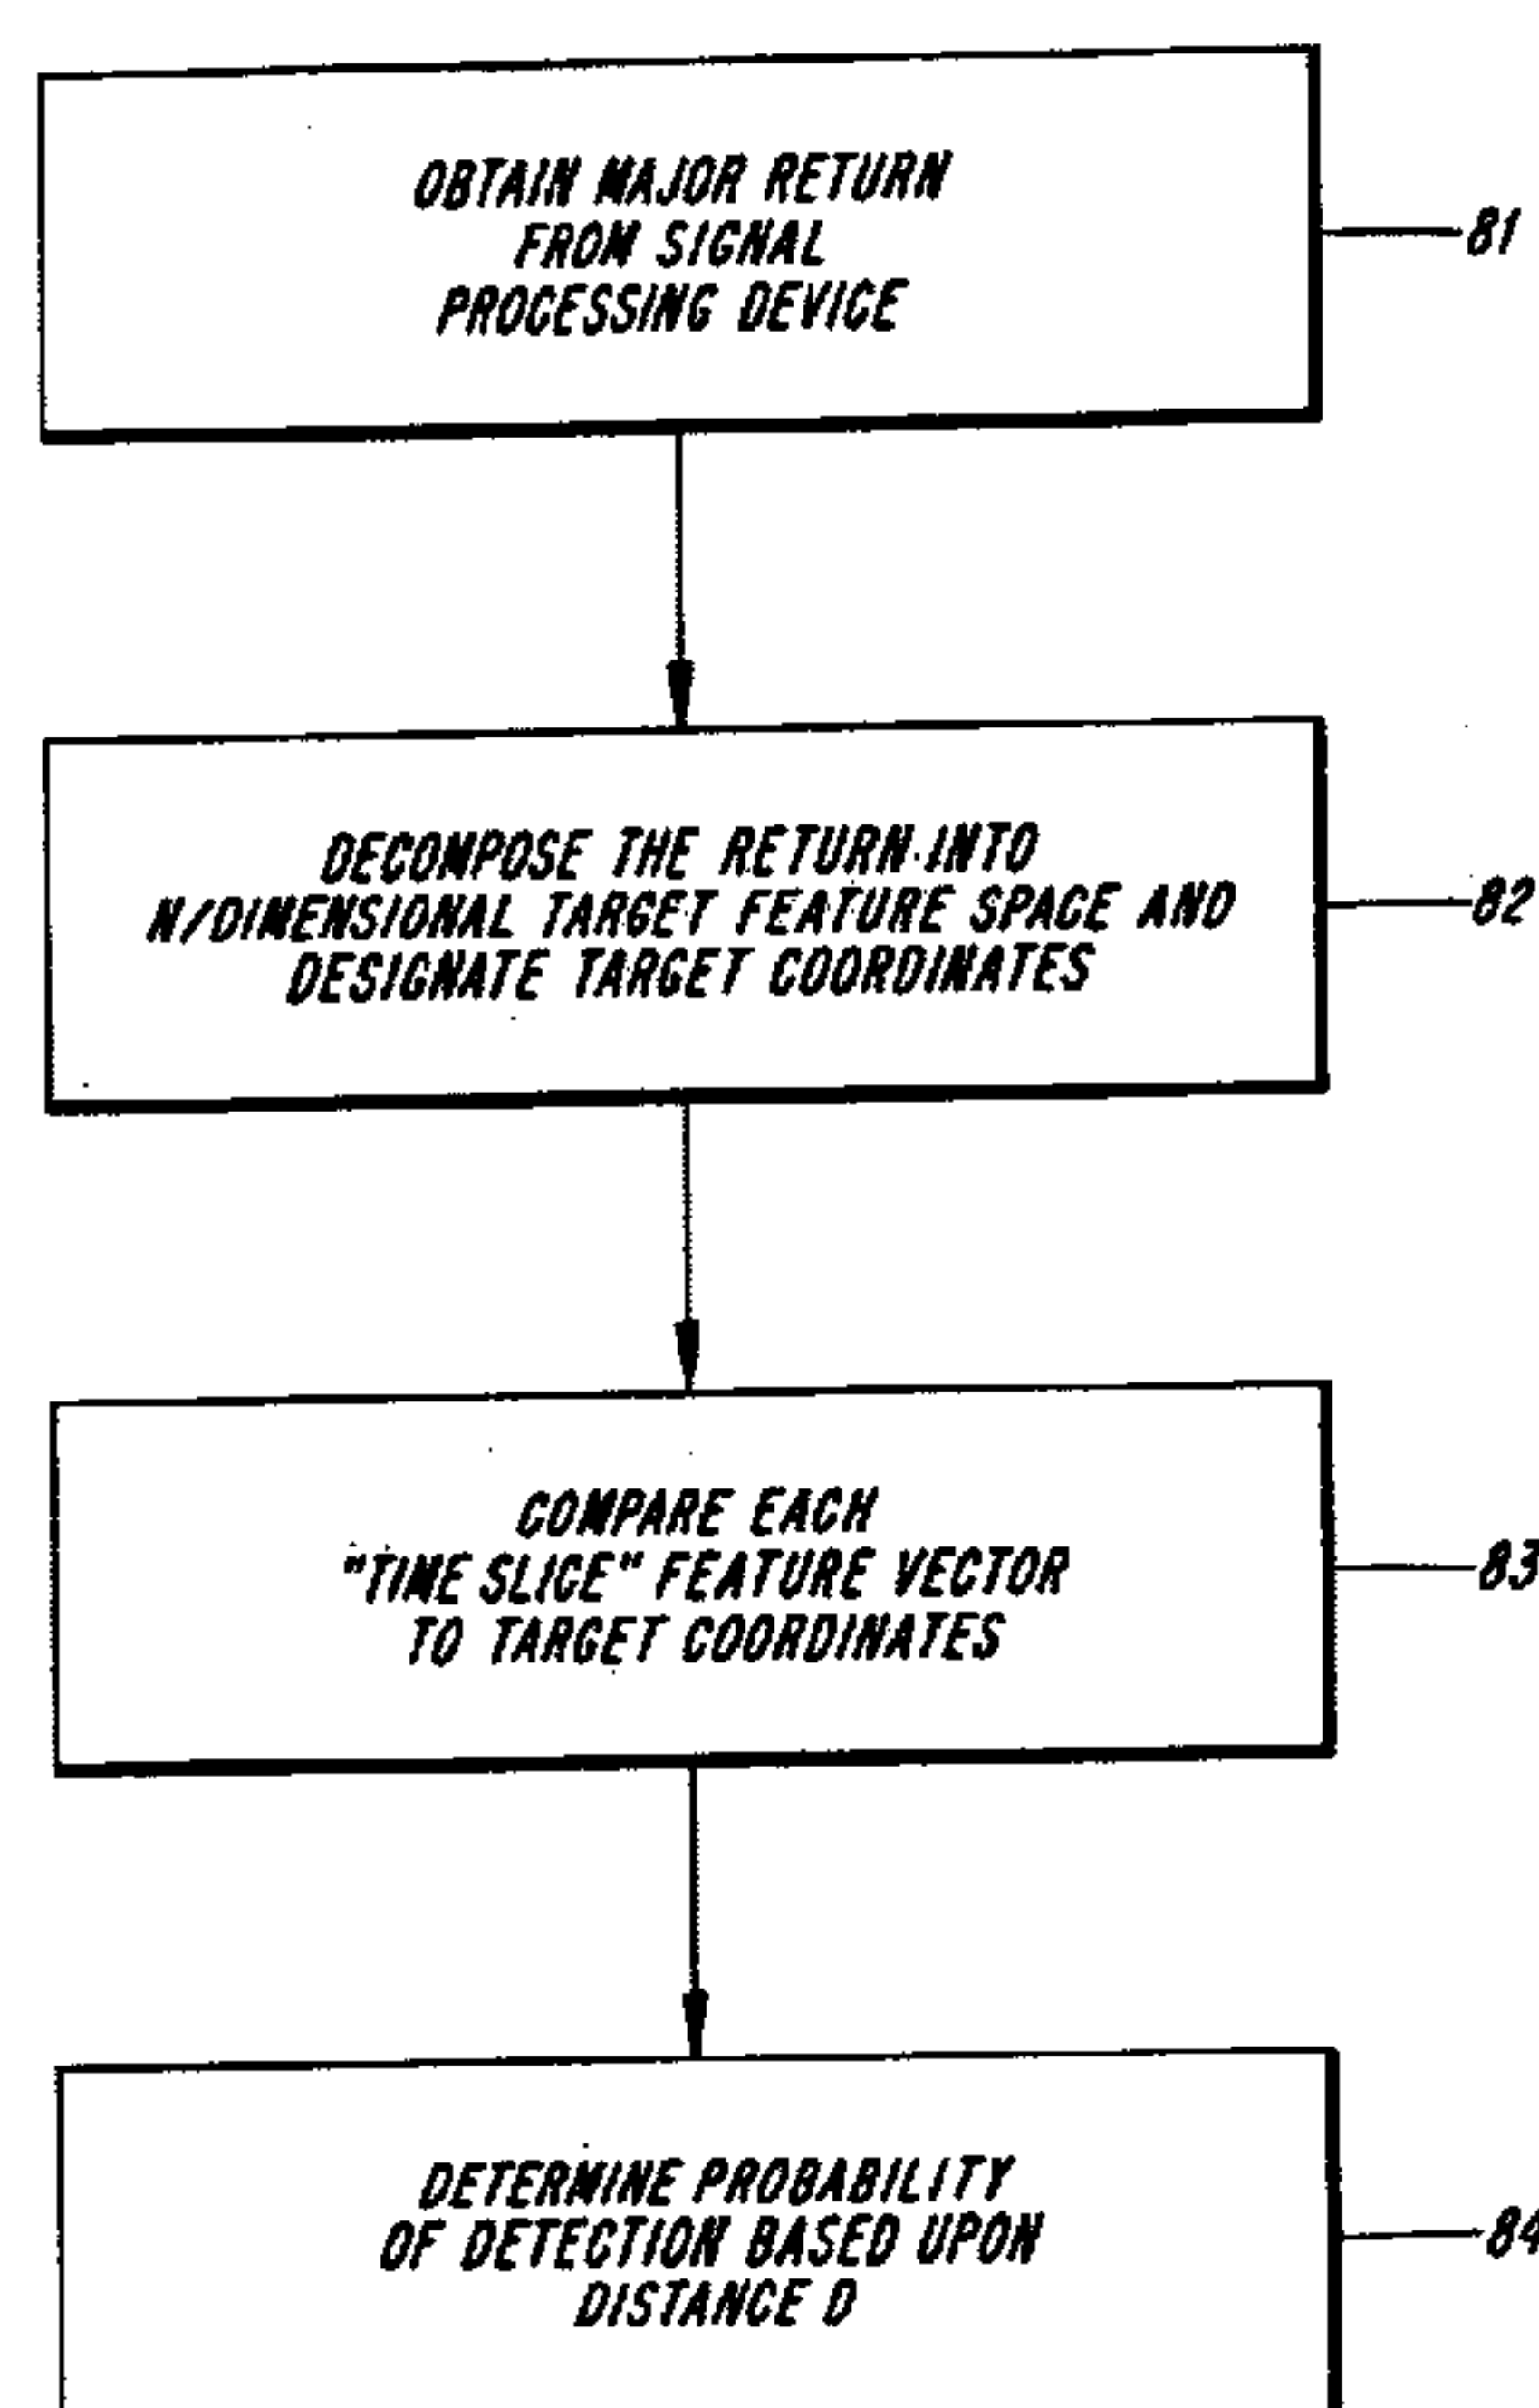 OBTAIN MAJOR RETURN
FROM SIGNAL
PROCESSING DEVICE
81
DECOMPOSE THE RETURN INTO
N/DIMENSIONAL TARGET FEATURE SPACE AND
DESIGNATE TARGET COORDINATES
82
COMPARE EACH
"TIME SLICE" FEATURE VECTOR
TO TARGET COORDINATES
83
DETERMINE PROBABILITY
OF DETECTION BASED UPON
DISTANCE D
84